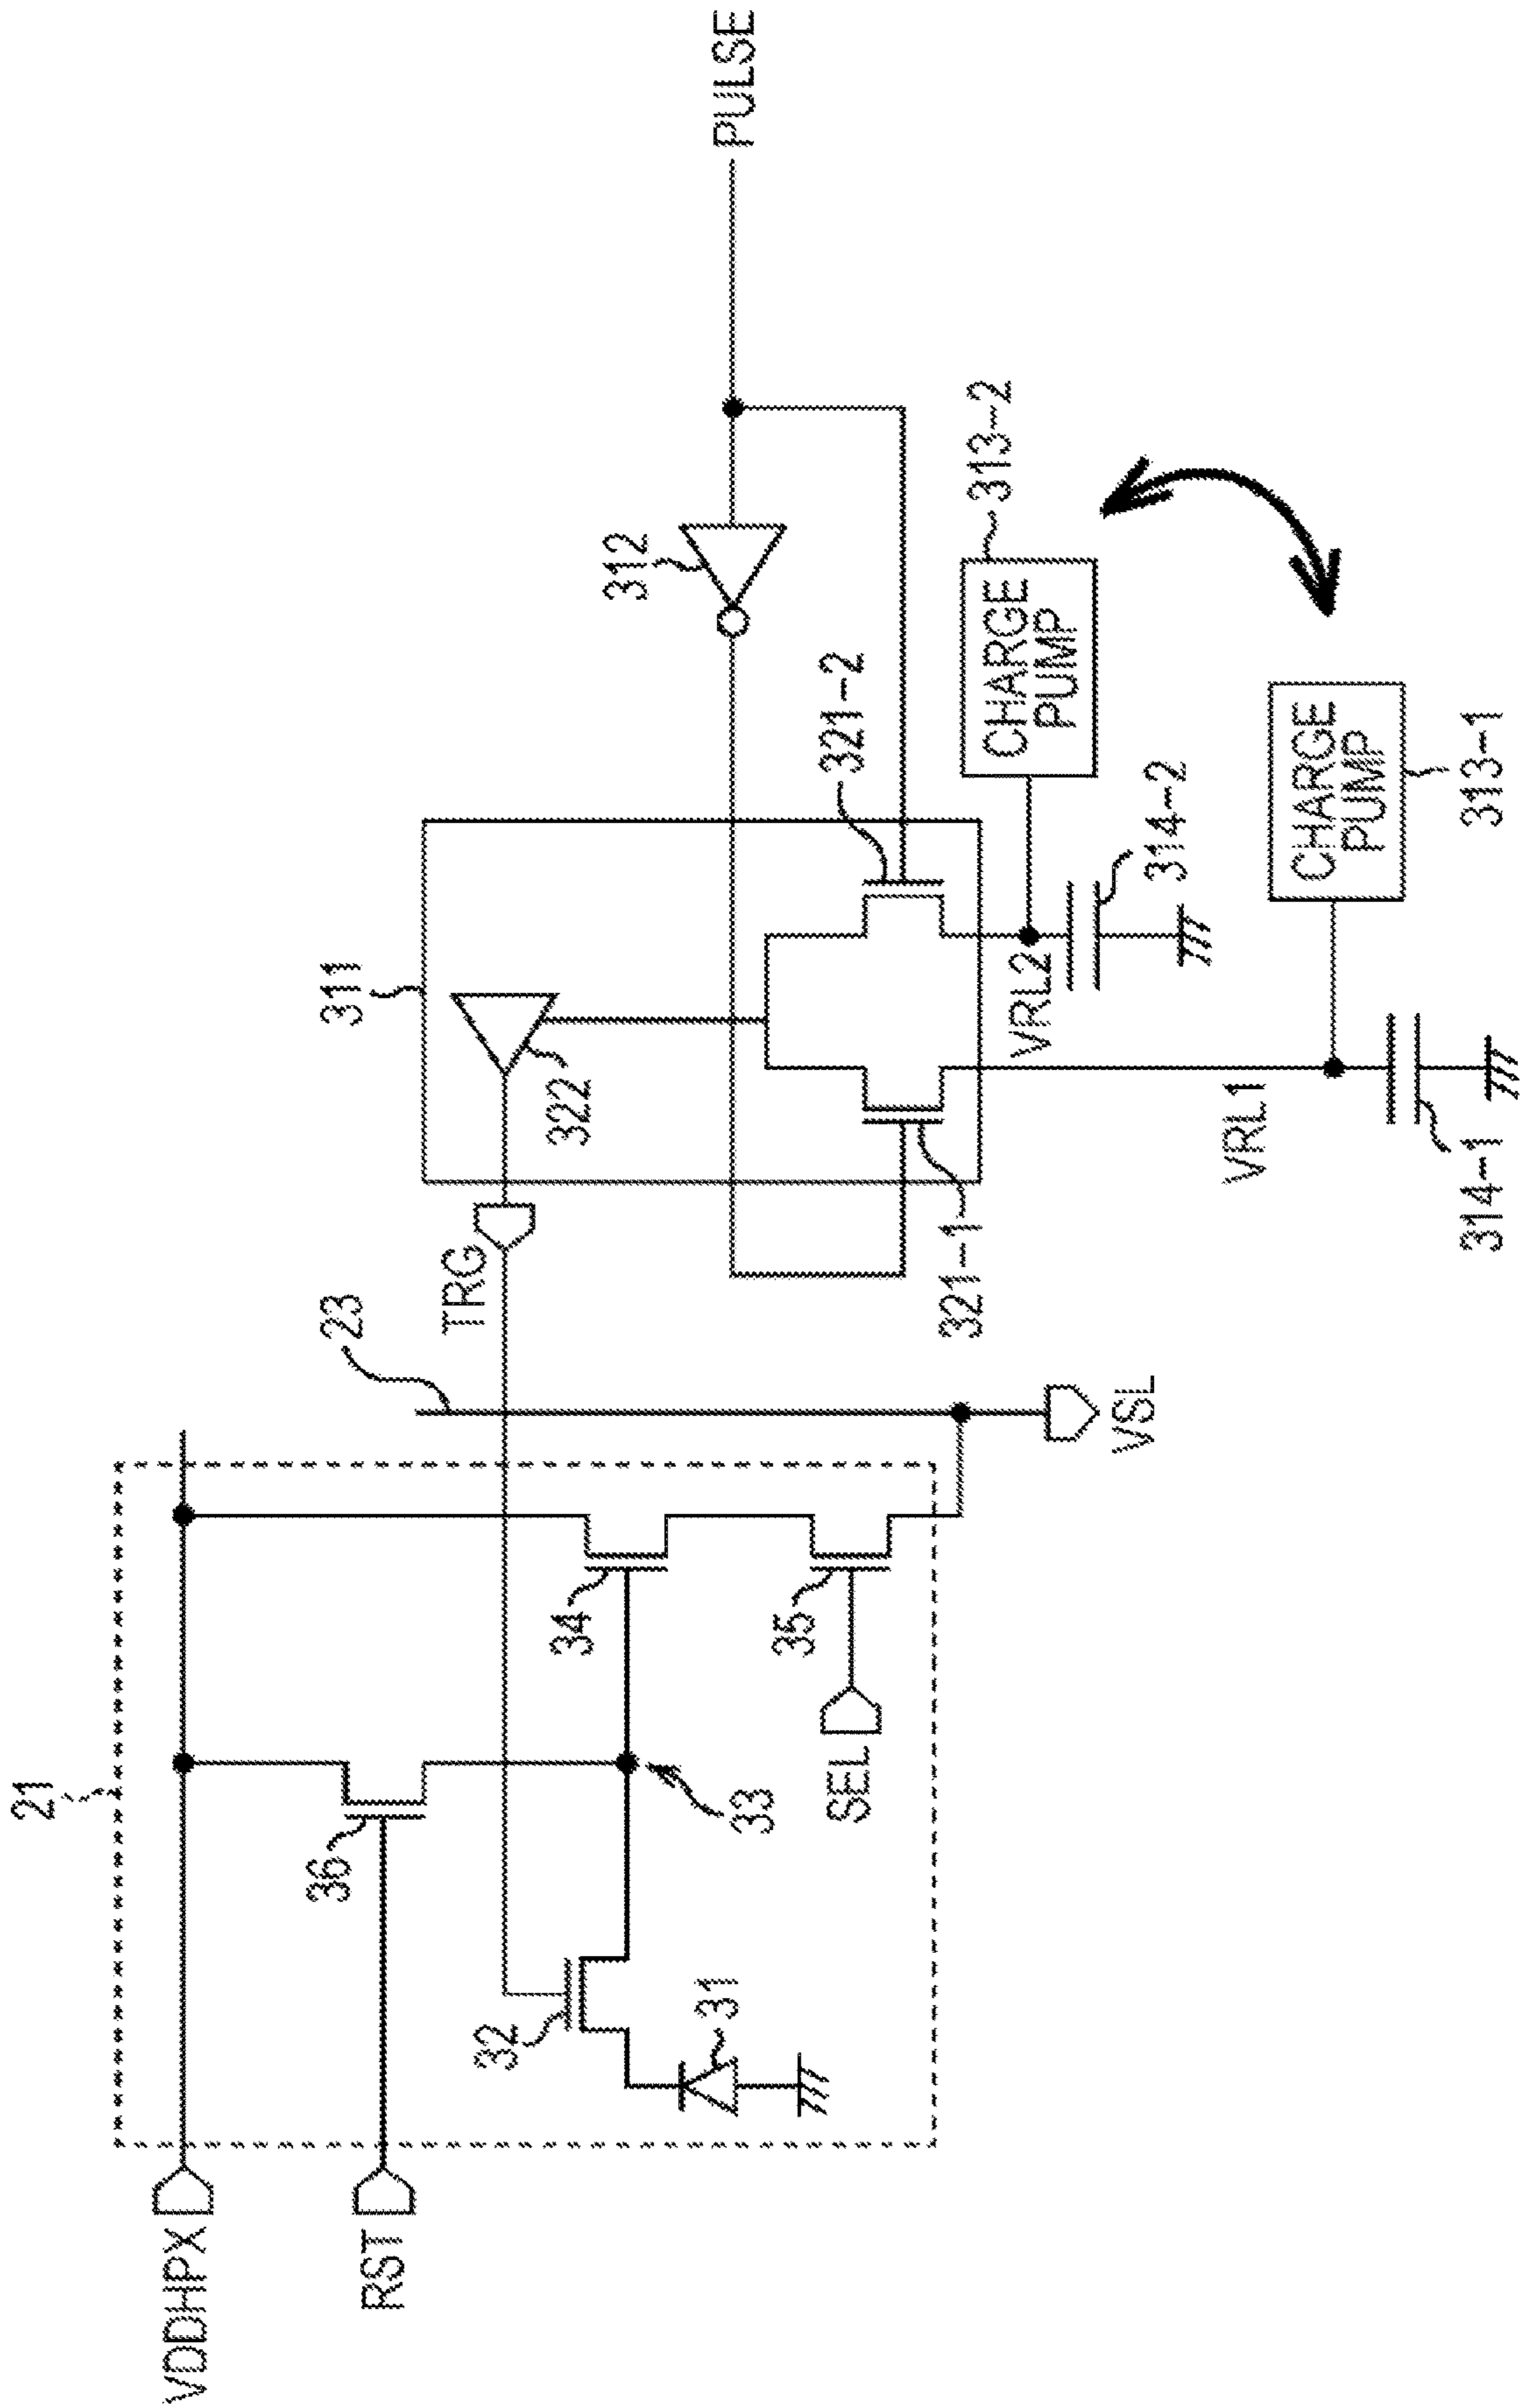 21
VDDHPX
RST
36
32
31
33
34
35
SEL
23
VSL
TRG
311
322
321-1
321-2
312
PULSE
VRL2
314-2
CHARGE
PUMP
313-2
VRL1
314-1
CHARGE
PUMP
313-1